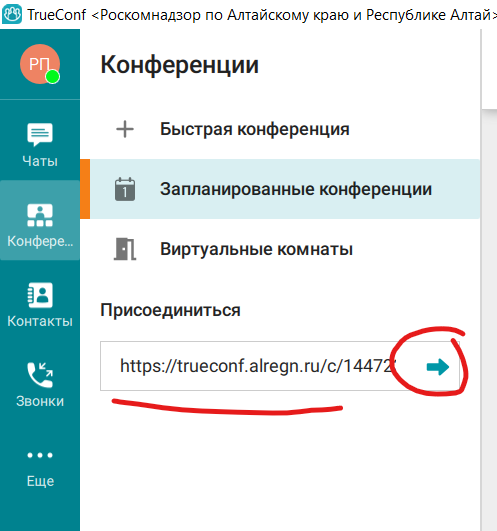 TrueConf <Роскомнадзор по Алтайскому краю и Республике Алтай>
РП
Чаты
Конфере...
Контакты
Звонки
Еще
Конференции
Быстрая конференция
1
Запланированные конференции
Виртуальные комнаты
Присоединиться
https://trueconf.alregn.ru/c/14472